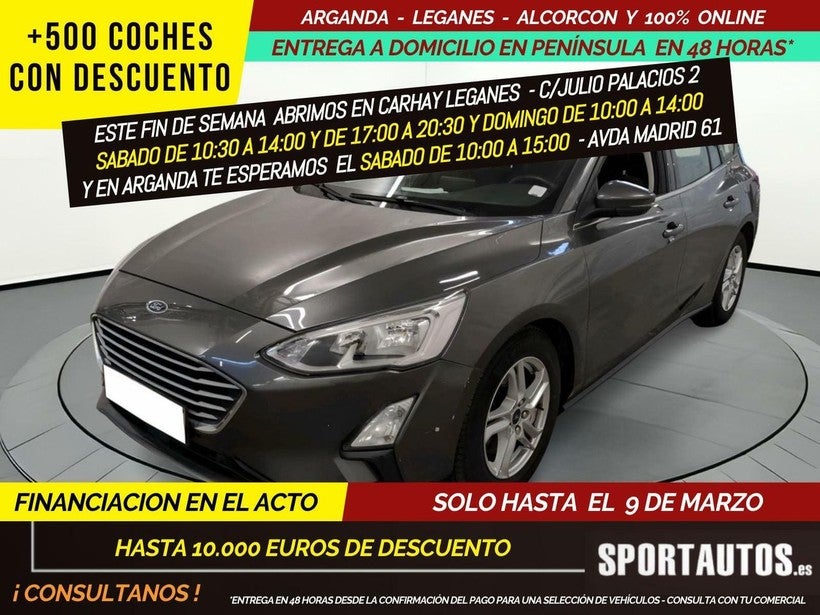 +500 COCHES
CON DESCUENTO
ARGANDA - LEGANES - ALCORCON Y 100% ONLINE
ENTREGA A DOMICILIO EN PENÍNSULA EN 48 HORAS*
ESTE FIN DE SEMANA ABRIMOS EN CARHAY LEGANES - C/JULIO PALACIOS 2
SABADO DE 10:30 A 14:00 Y DE 17:00 A 20:30 Y DOMINGO DE 10:00 A 14:00
Y EN ARGANDA TE ESPERAMOS EL SABADO DE 10:00 A 15:00 - AVDA MADRID 61
Ford
FINANCIACION EN EL ACTO
SOLO HASTA EL 9 DE MARZO
HASTA 10.000 EUROS DE DESCUENTO
SPORTAUTOS.es
¡ CONSULTANOS !
*ENTREGA EN 48 HORAS DESDE LA CONFIRMACIÓN DEL PAGO PARA UNA SELECCIÓN DE VEHÍCULOS - CONSULTA CON TU COMERCIAL